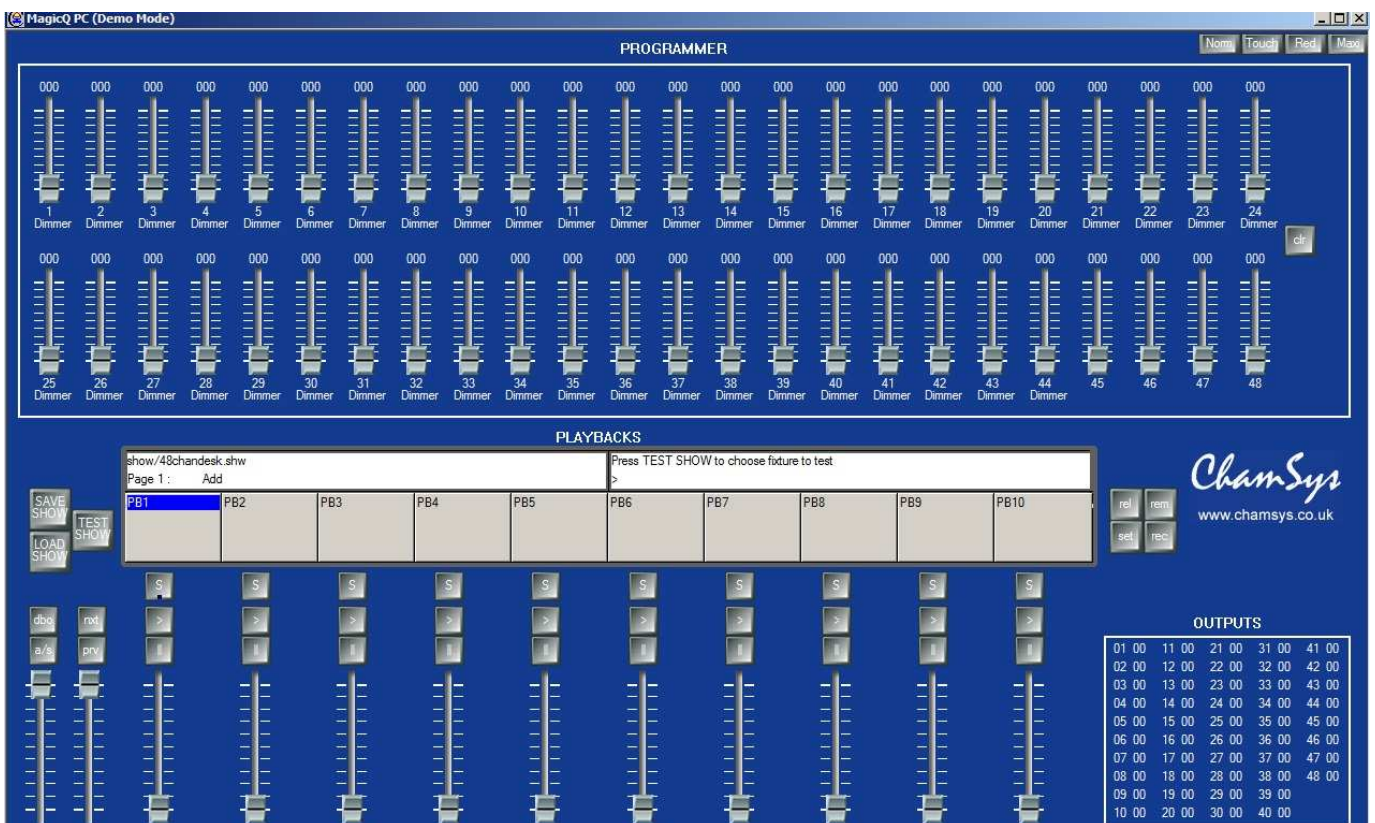 MagicQ PC (Demo Mode)
PROGRAMMER
Norm Touch Red Max
000 000 000 000 000 000 000 000 000 000 000 000 000 000 000 000 000 000 000 000 000 000 000 000
1 2 3 4 5 6 7 8 9 10 11 12 13 14 15 16 17 18 19 20 21 22 23 24
Dimmer Dimmer Dimmer Dimmer Dimmer Dimmer Dimmer Dimmer Dimmer Dimmer Dimmer Dimmer Dimmer Dimmer Dimmer Dimmer Dimmer Dimmer Dimmer Dimmer Dimmer Dimmer Dimmer Dimmer
clr
000 000 000 000 000 000 000 000 000 000 000 000 000 000 000 000 000 000 000 000 000 000 000 000
25 26 27 28 29 30 31 32 33 34 35 36 37 38 39 40 41 42 43 44 45 46 47 48
Dimmer Dimmer Dimmer Dimmer Dimmer Dimmer Dimmer Dimmer Dimmer Dimmer Dimmer Dimmer Dimmer Dimmer Dimmer Dimmer Dimmer Dimmer Dimmer Dimmer
PLAYBACKS
show/48chandesk.shw
Page 1 : Add
Press TEST SHOW to choose fixture to test
>
SAVE SHOW
LOAD SHOW
TEST SHOW
PB1 PB2 PB3 PB4 PB5 PB6 PB7 PB8 PB9 PB10
rel rem
set rec
ChamSys
www.chamsys.co.uk
S S S S S S S S S S
dbo nxt > > > > > > > > > >
a/s prv || || || || || || || || || ||
OUTPUTS
01 00 11 00 21 00 31 00 41 00
02 00 12 00 22 00 32 00 42 00
03 00 13 00 23 00 33 00 43 00
04 00 14 00 24 00 34 00 44 00
05 00 15 00 25 00 35 00 45 00
06 00 16 00 26 00 36 00 46 00
07 00 17 00 27 00 37 00 47 00
08 00 18 00 28 00 38 00 48 00
09 00 19 00 29 00 39 00
10 00 20 00 30 00 40 00